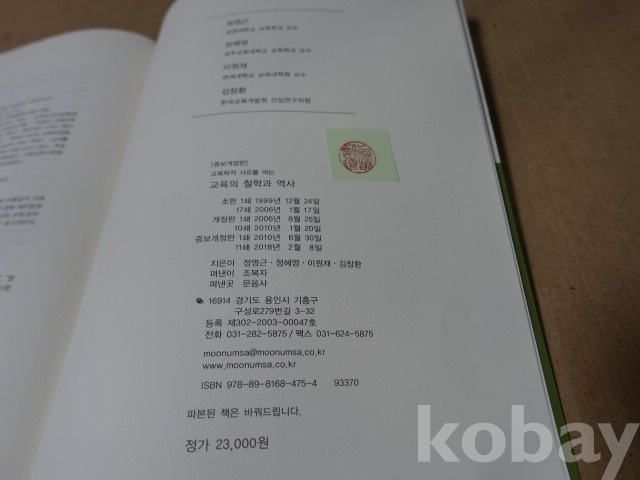 정영근
정혜영
이원재
김창환
한국교육개발원 선임연구위원
[증보개정판]
교육학적 사유를 여는
교육의 철학과 역사
초판 1쇄 1999년 12월 24일
17쇄 2006년 1월 17일
개정판 1쇄 2006년 8월 25일
10쇄 2010년 1월 20일
증보개정판 1쇄 2010년 6월 30일
11쇄 2018년 2월 8일
지은이 정영근·정혜영·이원재·김창환
펴낸이 조복자
펴낸곳 문음사
16914 경기도 용인시 기흥구
구성로279번길 3-32
등록 제302-2003-00047호
전화 031-282-5875 / 팩스 031-624-5875
moonumsa@moonumsa.co.kr
www.moonumsa.co.kr
ISBN 978-89-8168-475-4 93370
파본된 책은 바꿔드립니다.
정가 23,000원
kobay